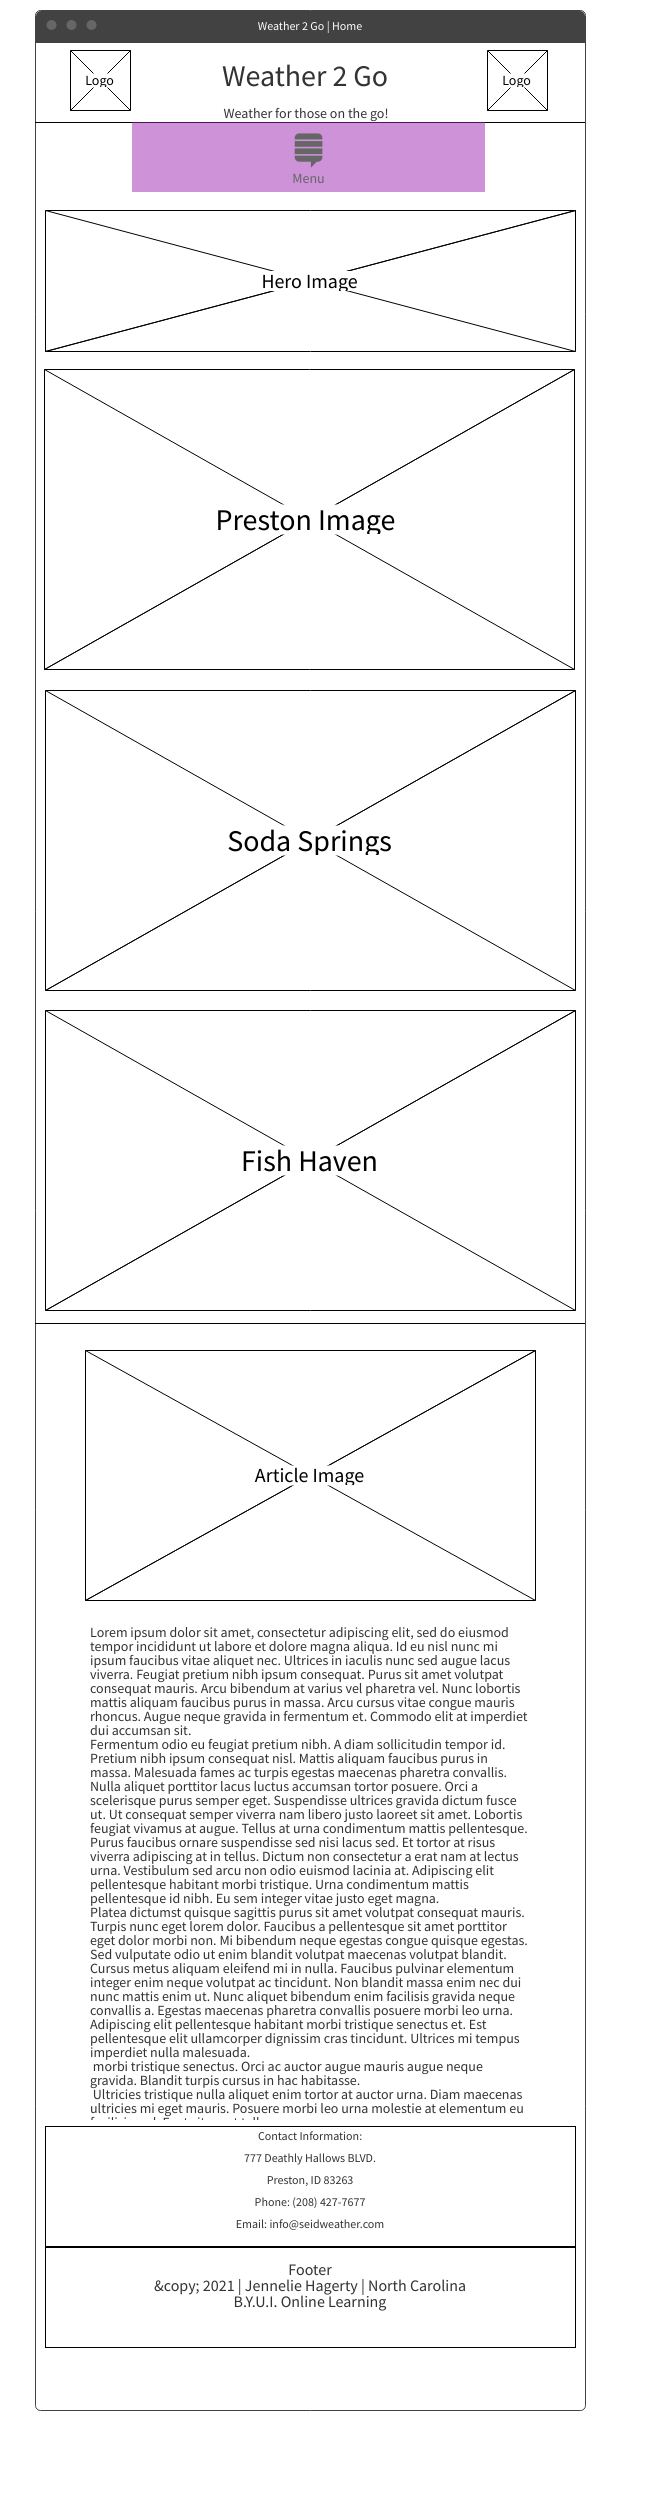 Weather 2 Go | Home
Logo
Weather 2 Go
Logo
Weather for those on the go!
Menu
Hero Image
Preston Image
Soda Springs
Fish Haven
Article Image
Lorem ipsum dolor sit amet, consectetur adipiscing elit, sed do eiusmod
tempor incididunt ut labore et dolore magna aliqua. Id eu nisl nunc mi
ipsum faucibus vitae aliquet nec. Ultrices in iaculis nunc sed augue lacus
viverra. Feugiat pretium nibh ipsum consequat. Purus sit amet volutpat
consequat mauris. Arcu bibendum at varius vel pharetra vel. Nunc lobortis
mattis aliquam faucibus purus in massa. Arcu cursus vitae congue mauris
rhoncus. Augue neque gravida in fermentum et. Commodo elit at imperdiet
dui accumsan sit.
Fermentum odio eu feugiat pretium nibh. A diam sollicitudin tempor id.
Pretium nibh ipsum consequat nisl. Mattis aliquam faucibus purus in
massa. Malesuada fames ac turpis egestas maecenas pharetra convallis.
Nulla aliquet porttitor lacus luctus accumsan tortor posuere. Orci a
scelerisque purus semper eget. Suspendisse ultrices gravida dictum fusce
ut. Ut consequat semper viverra nam libero justo laoreet sit amet. Lobortis
feugiat vivamus at augue. Tellus at urna condimentum mattis pellentesque.
Purus faucibus ornare suspendisse sed nisi lacus sed. Et tortor at risus
viverra adipiscing at in tellus. Dictum non consectetur a erat nam at lectus
urna. Vestibulum sed arcu non odio euismod lacinia at. Adipiscing elit
pellentesque habitant morbi tristique. Urna condimentum mattis
pellentesque id nibh. Eu sem integer vitae justo eget magna.
Platea dictumst quisque sagittis purus sit amet volutpat consequat mauris.
Turpis nunc eget lorem dolor. Faucibus a pellentesque sit amet porttitor
eget dolor morbi non. Mi bibendum neque egestas congue quisque egestas.
Sed vulputate odio ut enim blandit volutpat maecenas volutpat blandit.
Cursus metus aliquam eleifend mi in nulla. Faucibus pulvinar elementum
integer enim neque volutpat ac tincidunt. Non blandit massa enim nec dui
nunc mattis enim ut. Nunc aliquet bibendum enim facilisis gravida neque
convallis a. Egestas maecenas pharetra convallis posuere morbi leo urna.
Adipiscing elit pellentesque habitant morbi tristique senectus et. Est
pellentesque elit ullamcorper dignissim cras tincidunt. Ultrices mi tempus
imperdiet nulla malesuada.
morbi tristique senectus. Orci ac auctor augue mauris augue neque
gravida. Blandit turpis cursus in hac habitasse.
Ultricies tristique nulla aliquet enim tortor at auctor urna. Diam maecenas
ultricies mi eget mauris. Posuere morbi leo urna molestie at elementum eu
Contact Information:
777 Deathly Hallows BLVD.
Preston, ID 83263
Phone: (208) 427-7677
Email: info@seidweather.com
Footer
&copy; 2021 | Jennelie Hagerty | North Carolina
B.Y.U.I. Online Learning